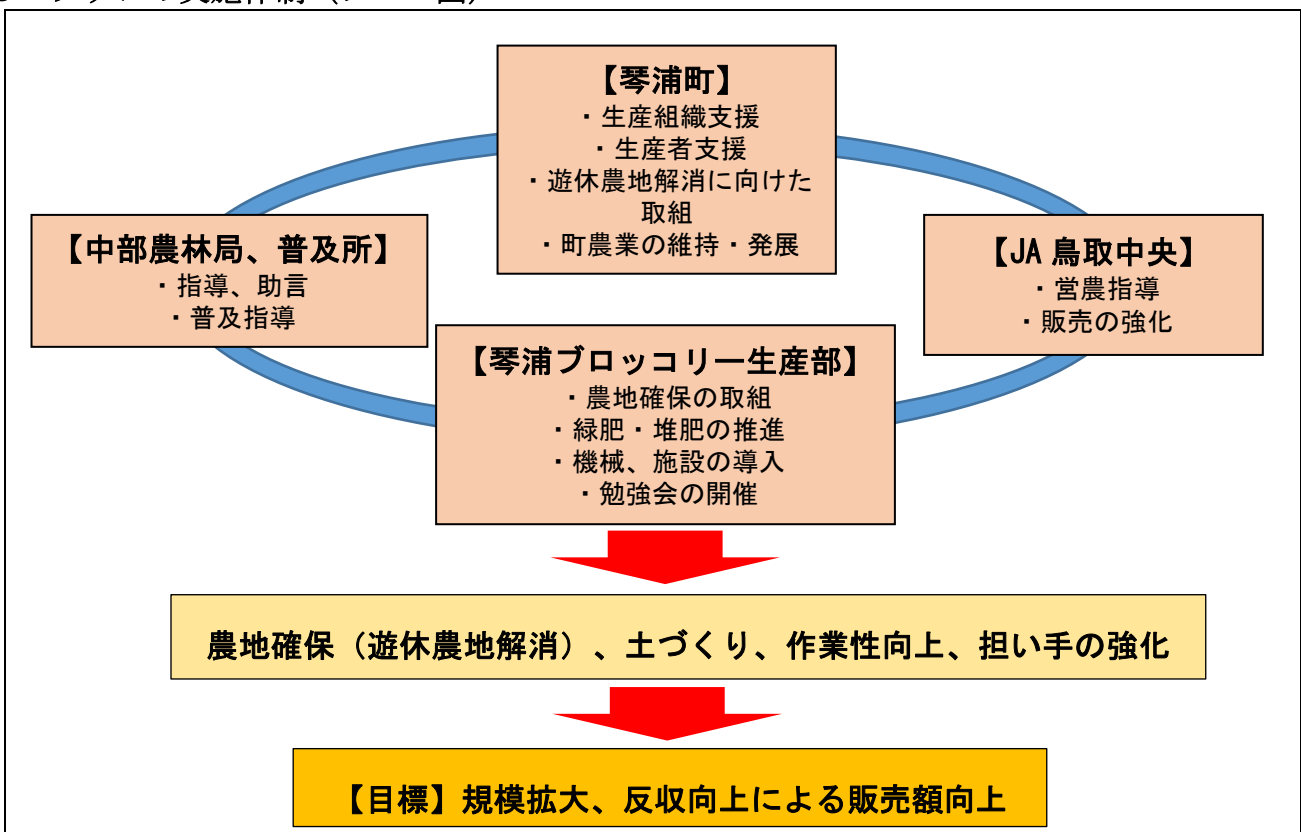 【琴浦町】
・生産組織支援
・生産者支援
・遊休農地解消に向けた
取組
・町農業の維持・発展
【中部農林局、普及所】
・指導、助言
・普及指導
【JA 鳥取中央】
・営農指導
・販売の強化
【琴浦ブロッコリー生産部】
・農地確保の取組
・緑肥・堆肥の推進
・機械、施設の導入
・勉強会の開催
農地確保（遊休農地解消）、土づくり、作業性向上、担い手の強化
【目標】規模拡大、反収向上による販売額向上